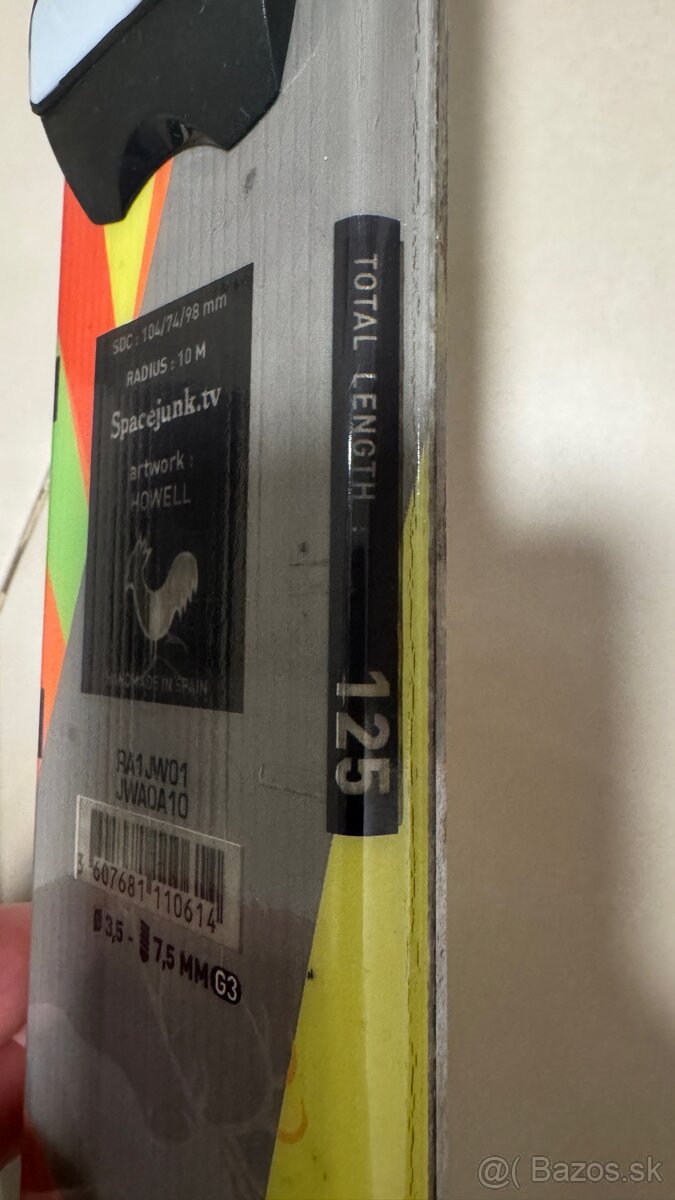 SDC : 104/74/98 mm
RADIUS : 10 M
Spacejunk.tv
artwork :
HOWELL
HANDMADE IN SPAIN
RA1JW01
JWA0A10
3 607681 110614
3,5 - 7,5 MM G3
TOTAL LENGTH :
125
@( Bazos.sk